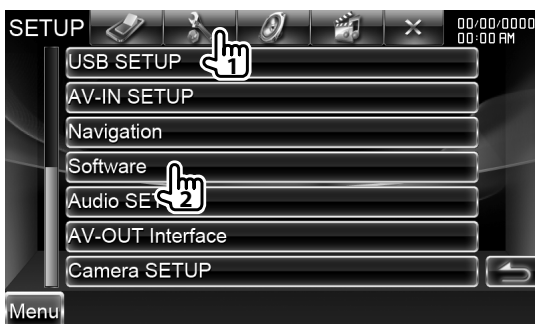 SETUP
00/00/0000
00:00 AM
USB SETUP
1
AV-IN SETUP
Navigation
Software
Audio SET
2
AV-OUT Interface
Camera SETUP
Menu